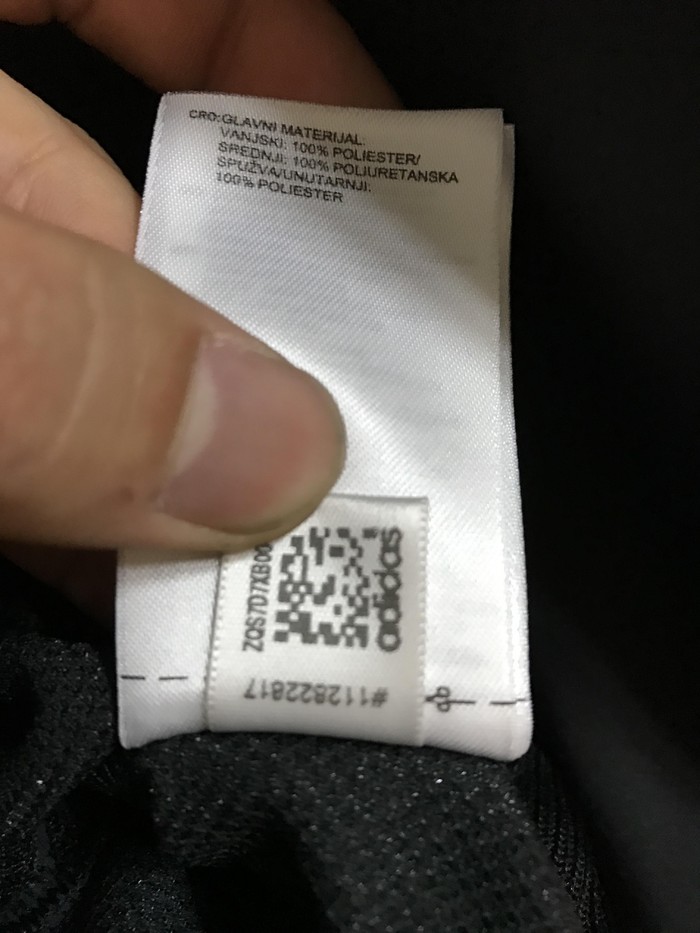 CRO:GLAVNI MATERIJAL:
VANJSKI: 100% POLIESTER/
SREDNJI: 100% POLIURETANSKA
SPUŽVA/UNUTARNJI:
100% POLIESTER
adidas
#112822817